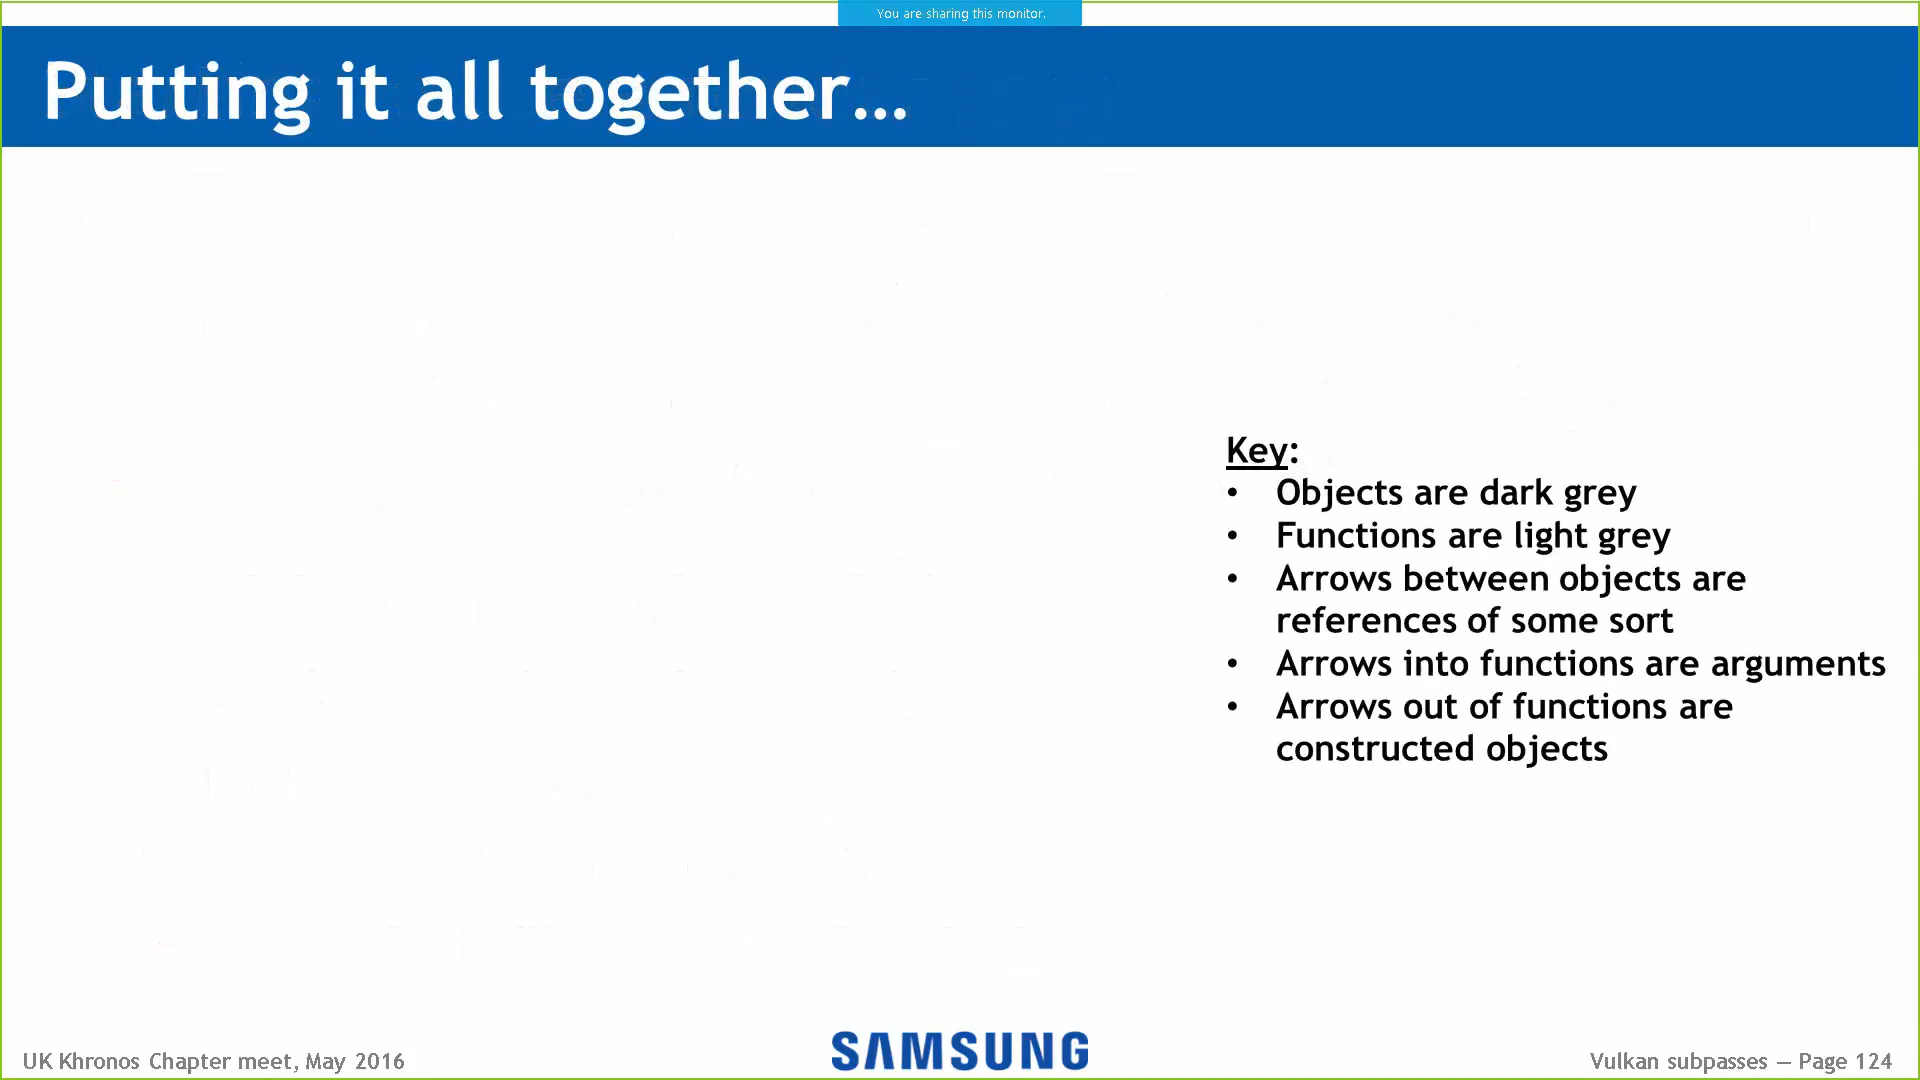 You are sharing this monitor.
Putting it all together...
Key:
• Objects are dark grey
• Functions are light grey
• Arrows between objects are
references of some sort
• Arrows into functions are arguments
• Arrows out of functions are
constructed objects
UK Khronos Chapter meet, May 2016
SAMSUNG
Vulkan subpasses – Page 124